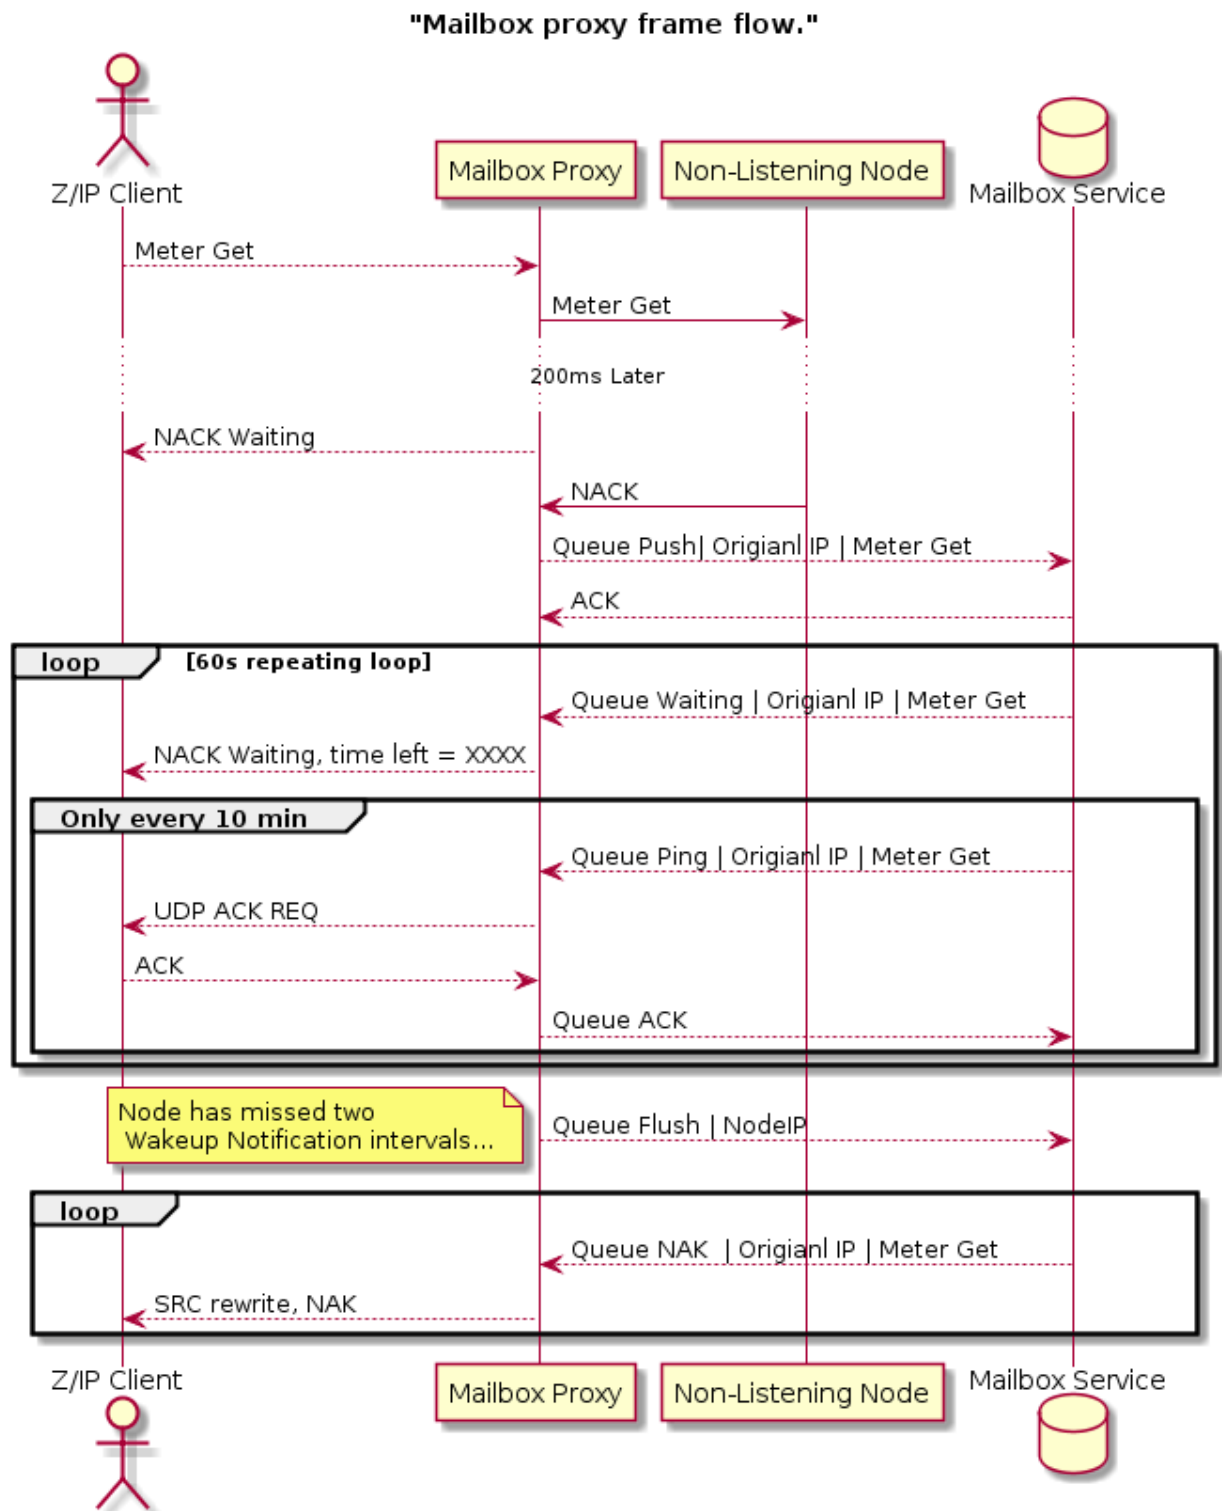 "Mailbox proxy frame flow."
Z/IP Client
Mailbox Proxy
Non-Listening Node
Mailbox Service
Meter Get
Meter Get
200ms Later
NACK Waiting
NACK
Queue Push| Origianl IP | Meter Get
ACK
loop [60s repeating loop]
Queue Waiting | Origianl IP | Meter Get
NACK Waiting, time left = XXXX
Only every 10 min
Queue Ping | Origianl IP | Meter Get
UDP ACK REQ
ACK
Queue ACK
Node has missed two
Wakeup Notification intervals...
Queue Flush | NodeIP
loop
Queue NAK | Origianl IP | Meter Get
SRC rewrite, NAK
Z/IP Client
Mailbox Proxy
Non-Listening Node
Mailbox Service